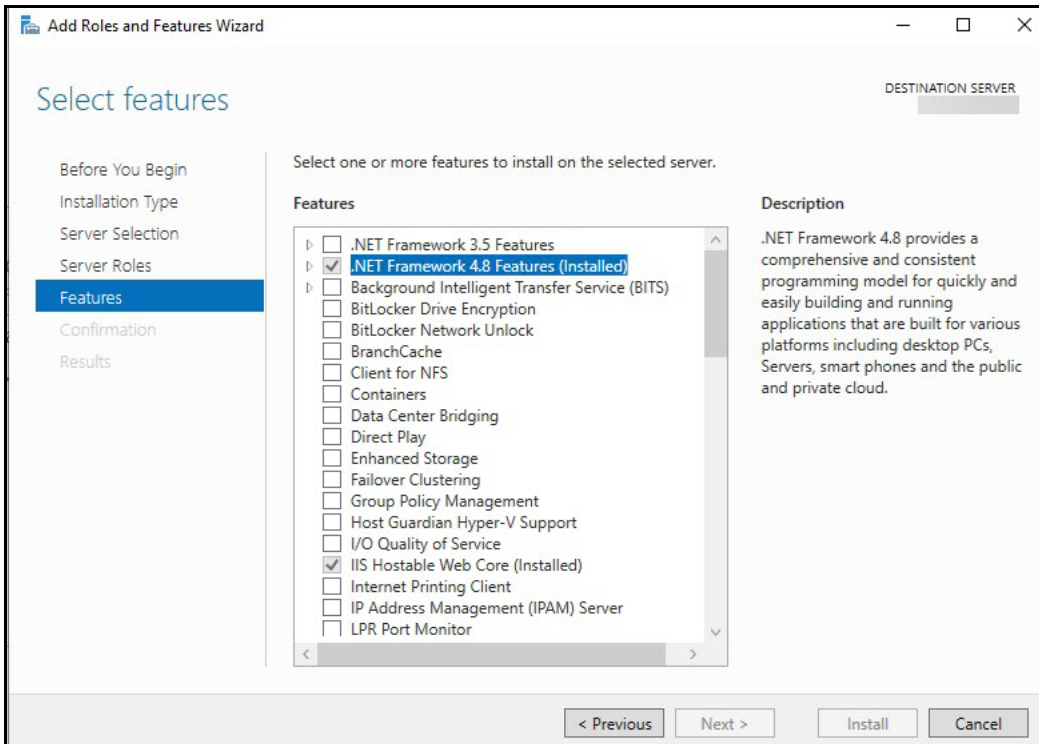 Add Roles and Features Wizard
Select features
DESTINATION SERVER
Before You Begin
Installation Type
Server Selection
Server Roles
Features
Confirmation
Results
Select one or more features to install on the selected server.
Features
.NET Framework 3.5 Features
.NET Framework 4.8 Features (Installed)
Background Intelligent Transfer Service (BITS)
BitLocker Drive Encryption
BitLocker Network Unlock
BranchCache
Client for NFS
Containers
Data Center Bridging
Direct Play
Enhanced Storage
Failover Clustering
Group Policy Management
Host Guardian Hyper-V Support
I/O Quality of Service
IIS Hostable Web Core (Installed)
Internet Printing Client
IP Address Management (IPAM) Server
LPR Port Monitor
Description
.NET Framework 4.8 provides a
comprehensive and consistent
programming model for quickly and
easily building and running
applications that are built for various
platforms including desktop PCs,
Servers, smart phones and the public
and private cloud.
< Previous
Next >
Install
Cancel